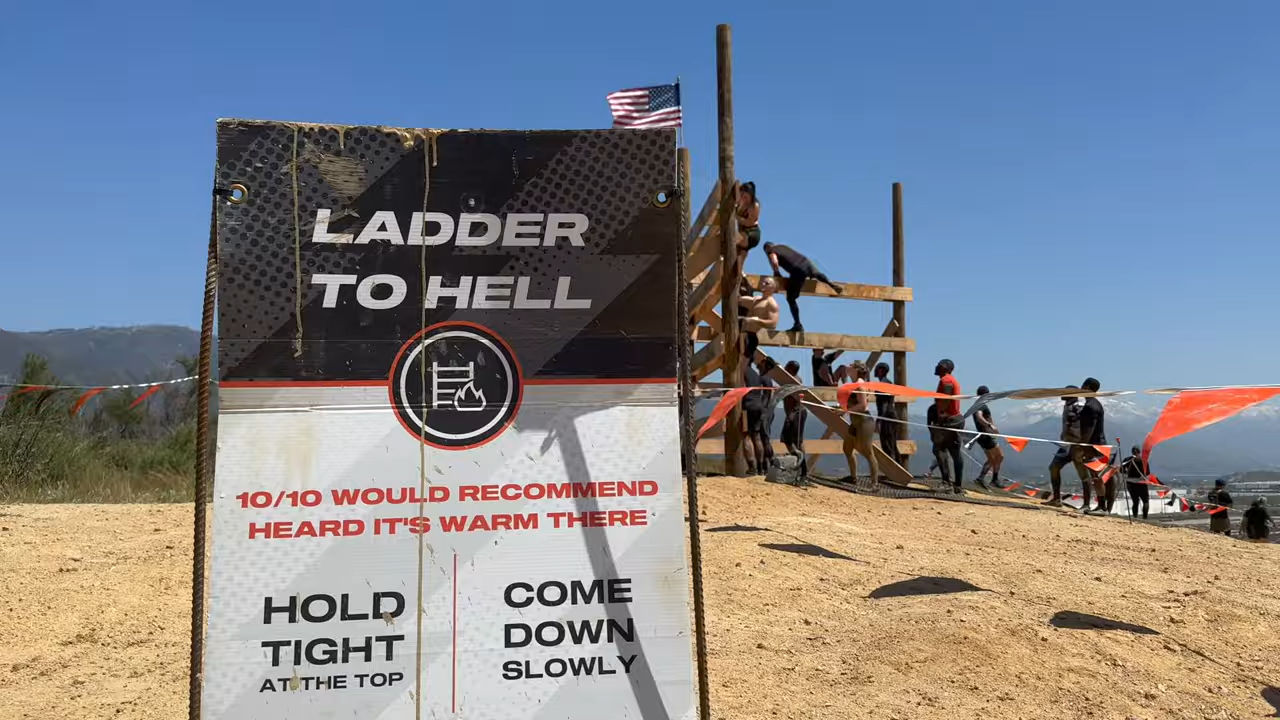 LADDER
TO HELL
10/10 WOULD RECOMMEND
HEARD IT'S WARM THERE
HOLD
TIGHT
AT THE TOP
COME
DOWN
SLOWLY